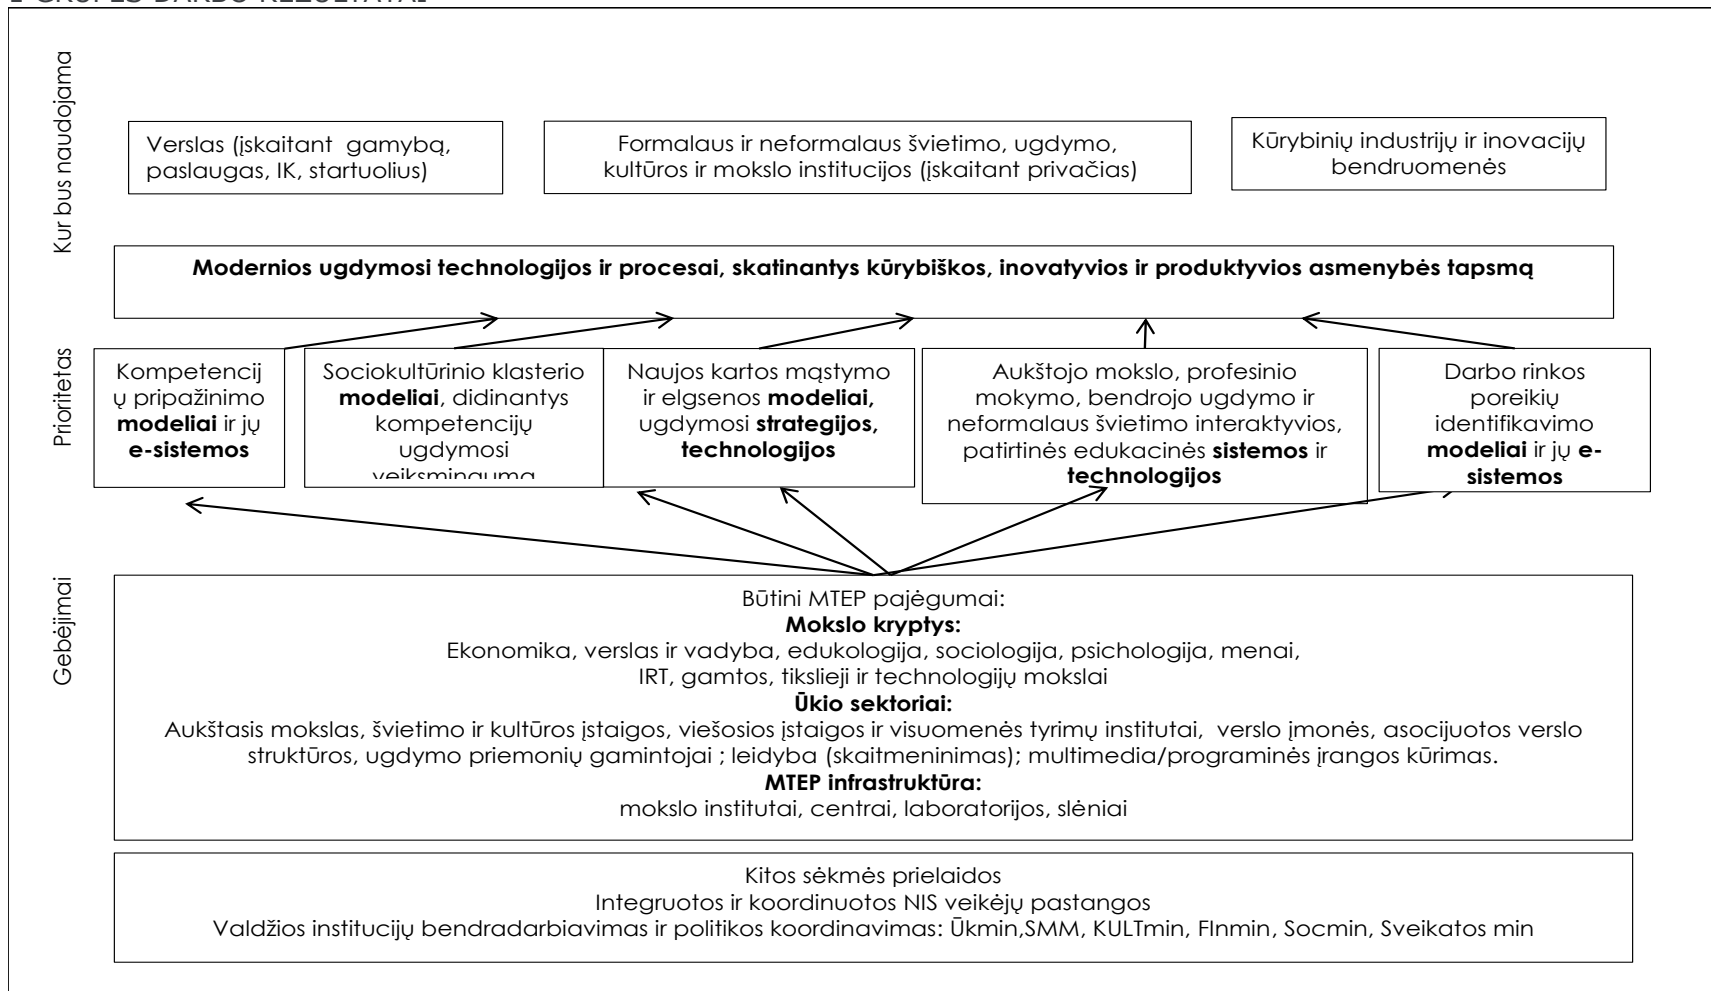 I GRUPĖS DARBO REZULTATAI
Kur bus naudojama
Verslas (įskaitant gamybą,
paslaugas, IK, startuolius)
Formalaus ir neformalaus švietimo, ugdymo,
kultūros ir mokslo institucijos (įskaitant privačias)
Kūrybinių industrijų ir inovacijų
bendruomenės
Modernios ugdymosi technologijos ir procesai, skatinantys kūrybiškos, inovatyvios ir produktyvios asmenybės tapsmą
Prioritetas
Kompetencij
ų pripažinimo
modeliai ir jų
e-sistemos
Sociokultūrinio klasterio
modeliai, didinantys
kompetencijų
ugdymosi
veiksmingumą
Naujos kartos mąstymo
ir elgsenos modeliai,
ugdymosi strategijos,
technologijos
Aukštojo mokslo, profesinio
mokymo, bendrojo ugdymo ir
neformalaus švietimo interaktyvios,
patirtinės edukacinės sistemos ir
technologijos
Darbo rinkos
poreikių
identifikavimo
modeliai ir jų e-
sistemos
Gebėjimai
Būtini MTEP pajėgumai:
Mokslo kryptys:
Ekonomika, verslas ir vadyba, edukologija, sociologija, psichologija, menai,
IRT, gamtos, tikslieji ir technologijų mokslai
Ūkio sektoriai:
Aukštasis mokslas, švietimo ir kultūros įstaigos, viešosios įstaigos ir visuomenės tyrimų institutai, verslo įmonės, asocijuotos verslo
struktūros, ugdymo priemonių gamintojai ; leidyba (skaitmeninimas); multimedia/programinės įrangos kūrimas.
MTEP infrastruktūra:
mokslo institutai, centrai, laboratorijos, slėniai
Kitos sėkmės prielaidos
Integruotos ir koordinuotos NIS veikėjų pastangos
Valdžios institucijų bendradarbiavimas ir politikos koordinavimas: Ūkmin,SMM, KULTmin, FInmin, Socmin, Sveikatos min